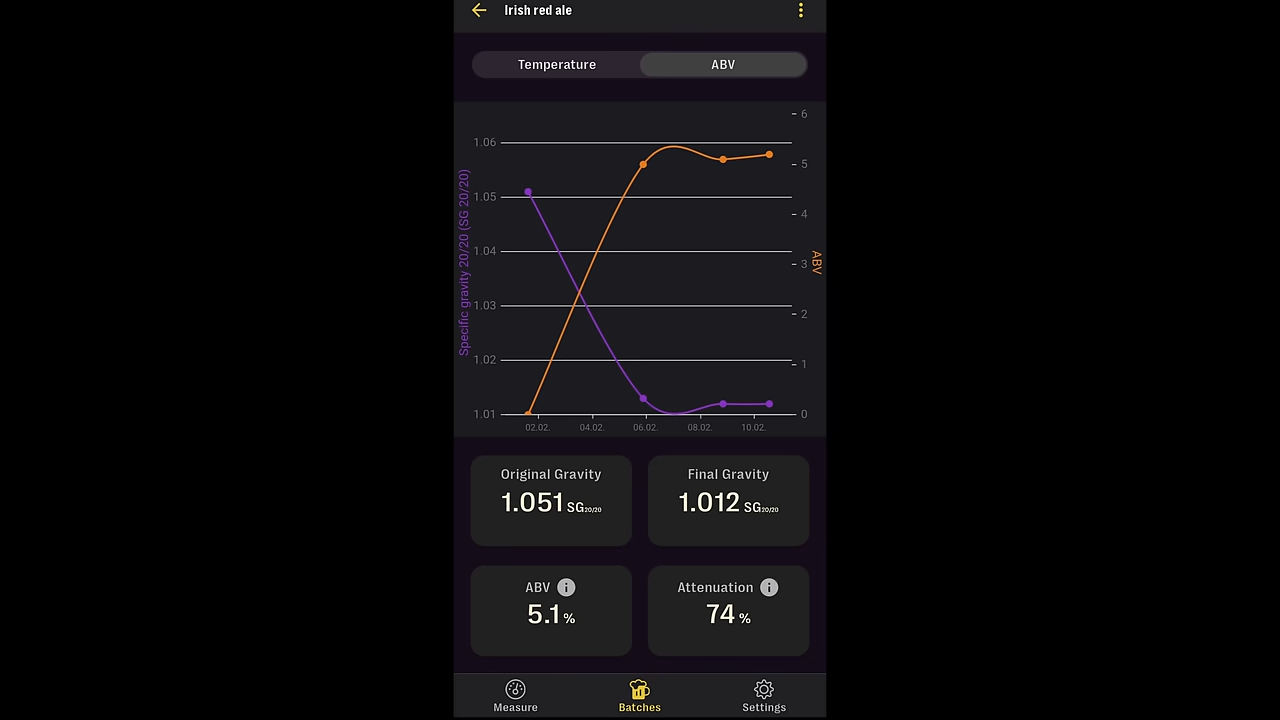 Irish red ale
Temperature
ABV
6
1.06
5
1.05
4
1.04
3
1.03
2
1.02
1
1.01
0
Specific gravity 20/20 (SG 20/20)
ABV
02.02.
04.02.
06.02.
08.02.
10.02.
Original Gravity
1.051 SG20/20
Final Gravity
1.012 SG20/20
ABV i
5.1 %
Attenuation i
74 %
Measure
Batches
Settings